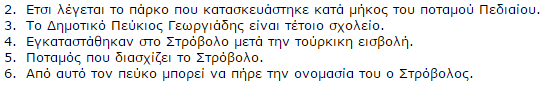 2. Ετσι λέγεται το πάρκο που κατασκευάστηκε κατά μήκος του ποταμού Πεδιαίου.
3. Το Δημοτικό Πεύκιος Γεωργιάδης είναι τέτοιο σχολείο.
4. Εγκαταστάθηκαν στο Στρόβολο μετά την τούρκικη εισβολή.
5. Ποταμός που διασχίζει το Στρόβολο.
6. Από αυτό τον πεύκο μπορεί να πήρε την ονομασία του ο Στρόβολος.